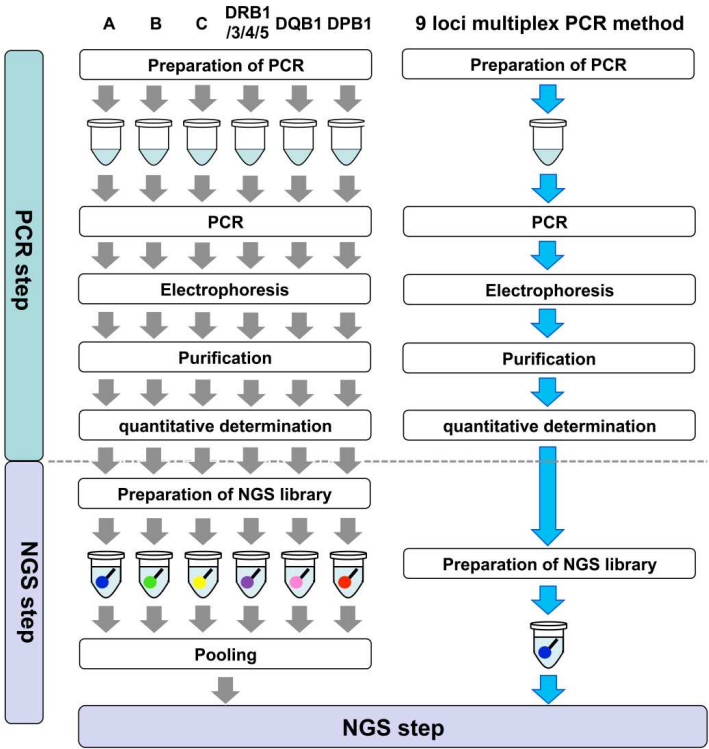 A B C DRB1 /3/4/5 DQB1 DPB1
9 loci multiplex PCR method
PCR step
Preparation of PCR
PCR
Electrophoresis
Purification
quantitative determination
Preparation of PCR
PCR
Electrophoresis
Purification
quantitative determination
NGS step
Preparation of NGS library
Pooling
Preparation of NGS library
NGS step